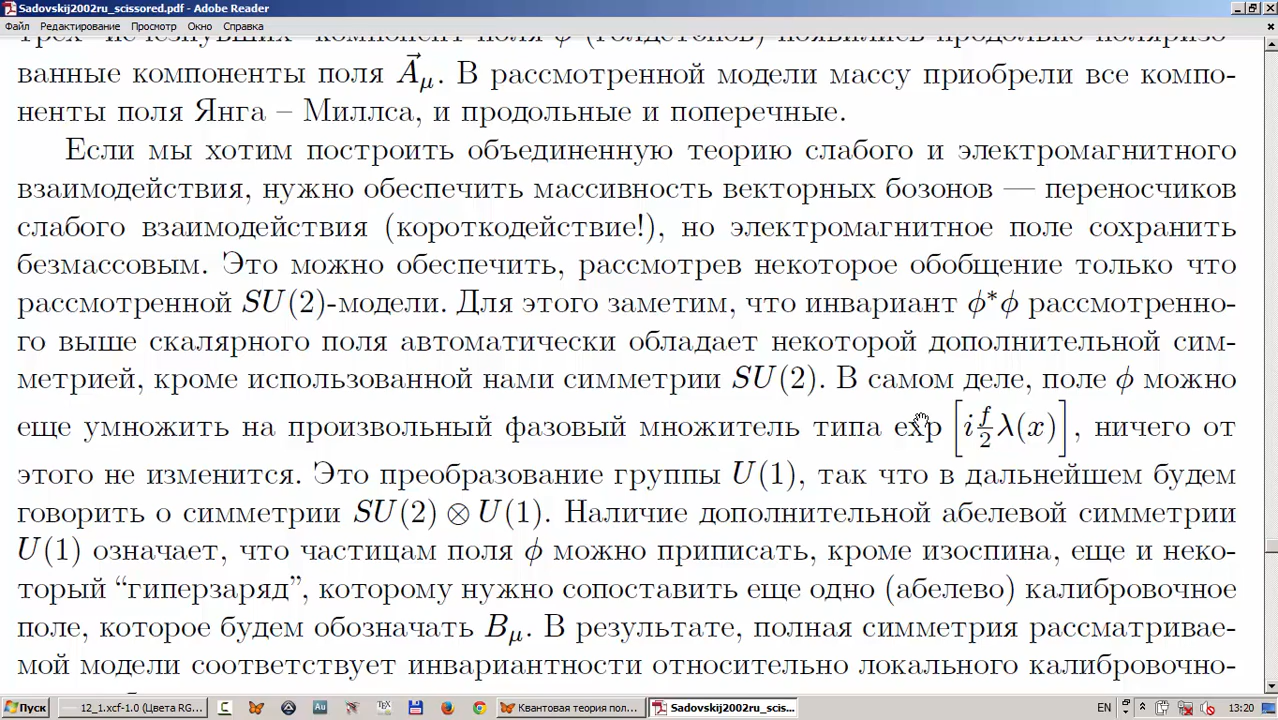 Sadovskij2002ru_scissored.pdf - Adobe Reader
Файл Редактирование Просмотр Окно Справка
трех исчезнувших компонент поля φ (голдстонов) появились продольно поляризо-
ванные компоненты поля $\vec{A}_\mu$. В рассмотренной модели массу приобрели все компо-
ненты поля Янга – Миллса, и продольные и поперечные.
Если мы хотим построить объединенную теорию слабого и электромагнитного
взаимодействия, нужно обеспечить массивность векторных бозонов — переносчиков
слабого взаимодействия (короткодействие!), но электромагнитное поле сохранить
безмассовым. Это можно обеспечить, рассмотрев некоторое обобщение только что
рассмотренной SU(2)-модели. Для этого заметим, что инвариант ϕ*ϕ рассмотренно-
го выше скалярного поля автоматически обладает некоторой дополнительной сим-
метрией, кроме использованной нами симметрии SU(2). В самом деле, поле ϕ можно
еще умножить на произвольный фазовый множитель типа exp $\left[i\frac{f}{2}\lambda(x)\right]$, ничего от
этого не изменится. Это преобразование группы U(1), так что в дальнейшем будем
говорить о симметрии SU(2) ⊗ U(1). Наличие дополнительной абелевой симметрии
U(1) означает, что частицам поля ϕ можно приписать, кроме изоспина, еще и неко-
торый “гиперзаряд”, которому нужно сопоставить еще одно (абелево) калибровочное
поле, которое будем обозначать $B_\mu$. В результате, полная симметрия рассматривае-
мой модели соответствует инвариантности относительно локального калибровочно-
Пуск 12_1.xcf-1.0 (Цвета RG... Квантовая теория пол... Sadovskij2002ru_scis... EN 13:20